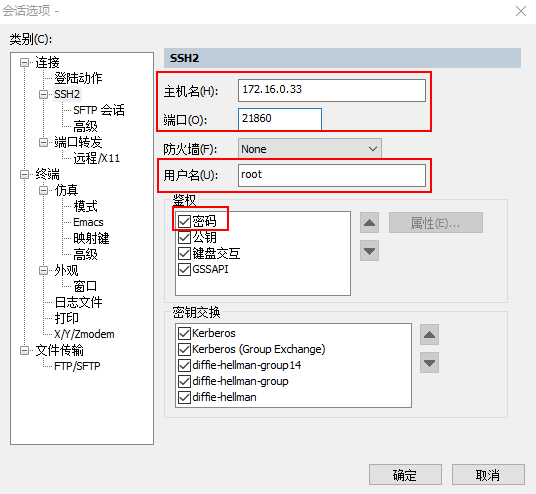 会话选项 -
类别(C):
连接
登陆动作
SSH2
SFTP 会话
高级
端口转发
远程/X11
终端
仿真
模式
Emacs
映射键
高级
外观
窗口
日志文件
打印
X/Y/Zmodem
文件传输
FTP/SFTP
SSH2
主机名(H): 172.16.0.33
端口(O): 21860
防火墙(F): None
用户名(U): root
鉴权
密码
公钥
键盘交互
GSSAPI
属性(E)...
密钥交换
Kerberos
Kerberos (Group Exchange)
diffie-hellman-group14
diffie-hellman-group
diffie-hellman
确定
取消